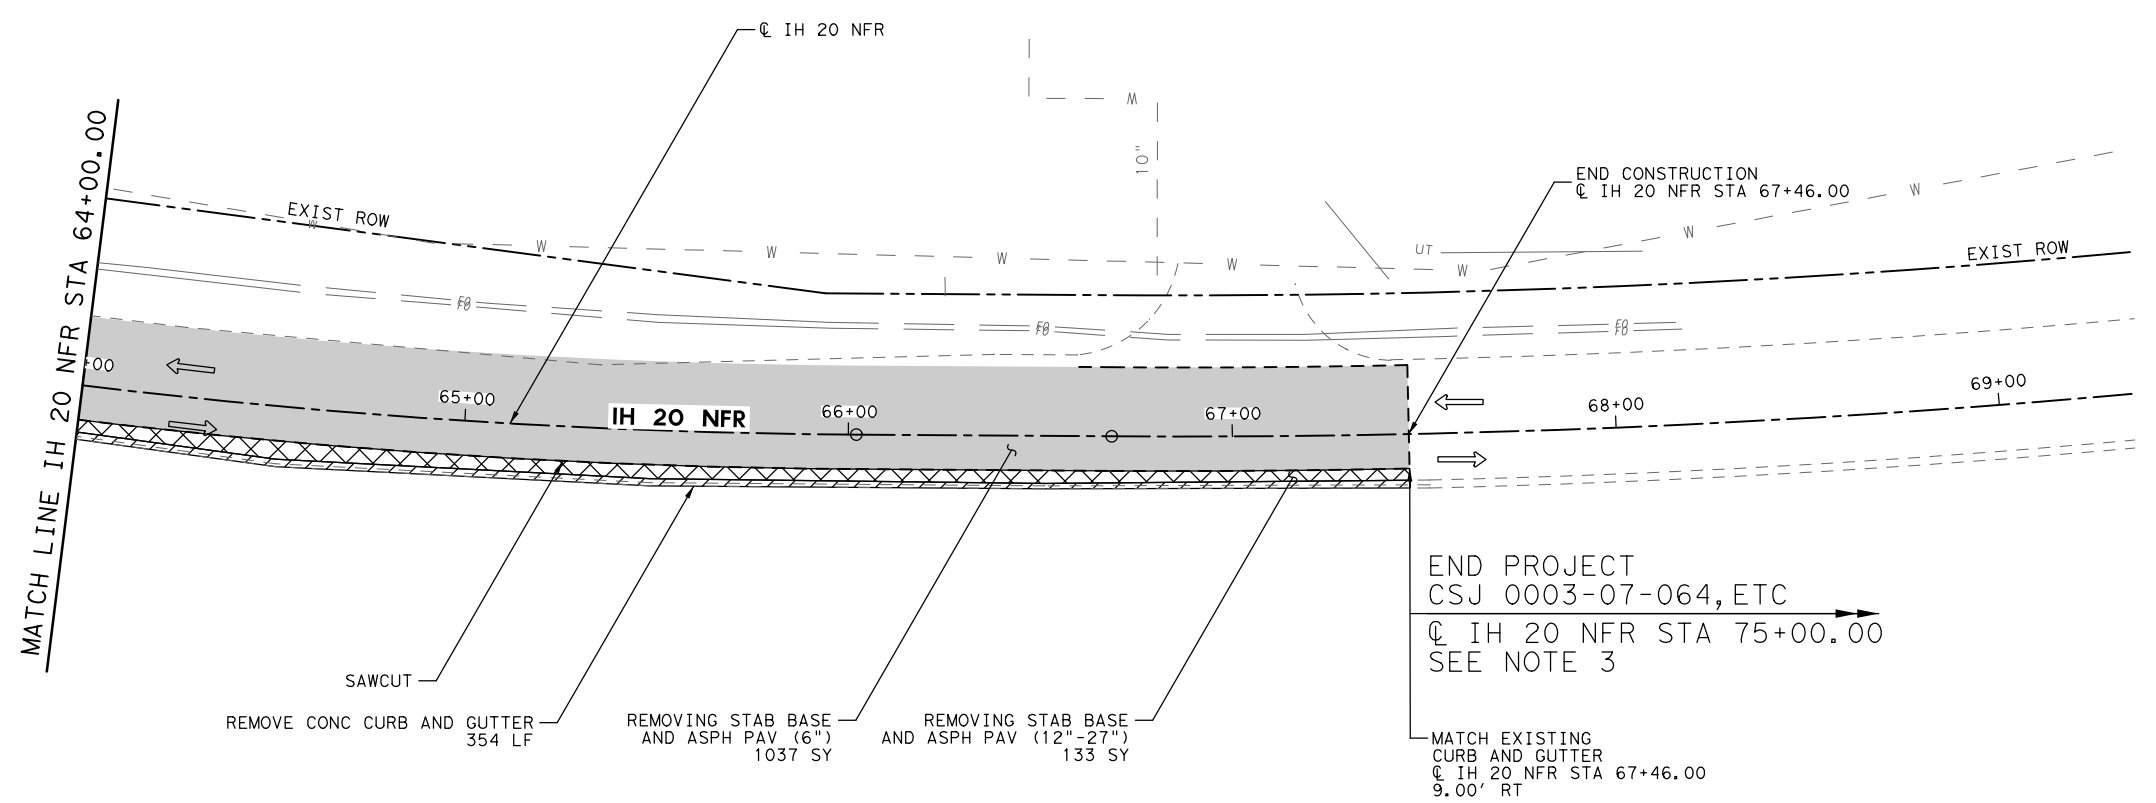 ℄ IH 20 NFR
MATCH LINE IH 20 NFR STA 64+00.00
EXIST ROW
W
W
W
W
W
W
W
W
W
10"
UT
END CONSTRUCTION
℄ IH 20 NFR STA 67+46.00
EXIST ROW
FO
FO
FO
FO
FO
FO
+00
65+00
IH 20 NFR
66+00
67+00
68+00
69+00
SAWCUT
REMOVE CONC CURB AND GUTTER
354 LF
REMOVING STAB BASE
AND ASPH PAV (6")
1037 SY
REMOVING STAB BASE
AND ASPH PAV (12"-27")
133 SY
END PROJECT
CSJ 0003-07-064,ETC
℄ IH 20 NFR STA 75+00.00
SEE NOTE 3
MATCH EXISTING
CURB AND GUTTER
℄ IH 20 NFR STA 67+46.00
9.00' RT